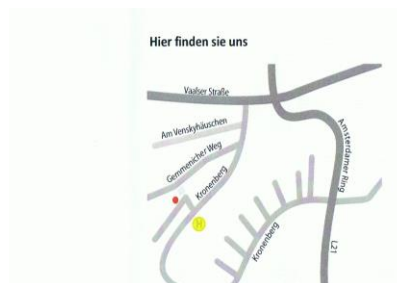 Hier finden sie uns
Vaalser Straße
Am Venskyhäuschen
Gemmenicher Weg
Kronenberg
H
Kronenberg
Amsterdamer Ring
L21